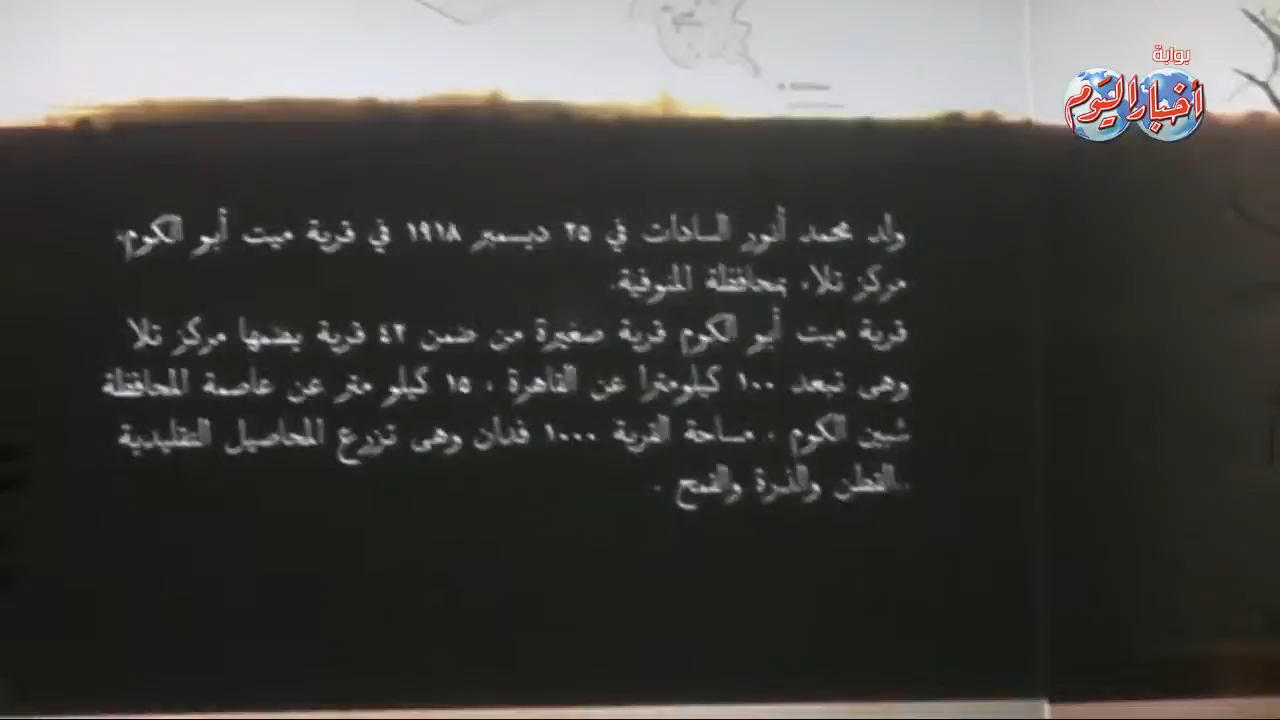 بوابة
أخبار اليوم
ولد محمد أنور السادات في ٢٥ ديسمبر ١٩١٨ في قرية ميت أبو الكوم،
مركز تلا، بمحافظة المنوفية.
قرية ميت أبو الكوم قرية صغيرة من ضمن ٤٢ قرية يضمها مركز تلا
وهى تبعد ١٠٠ كيلومترا عن القاهرة ، ١٥ كيلو متر عن عاصمة المحافظة
شبين الكوم . مساحة القرية ١٠٠٠ فدان وهى تزرع المحاصيل التقليدية
..القطن والذرة والقمح .